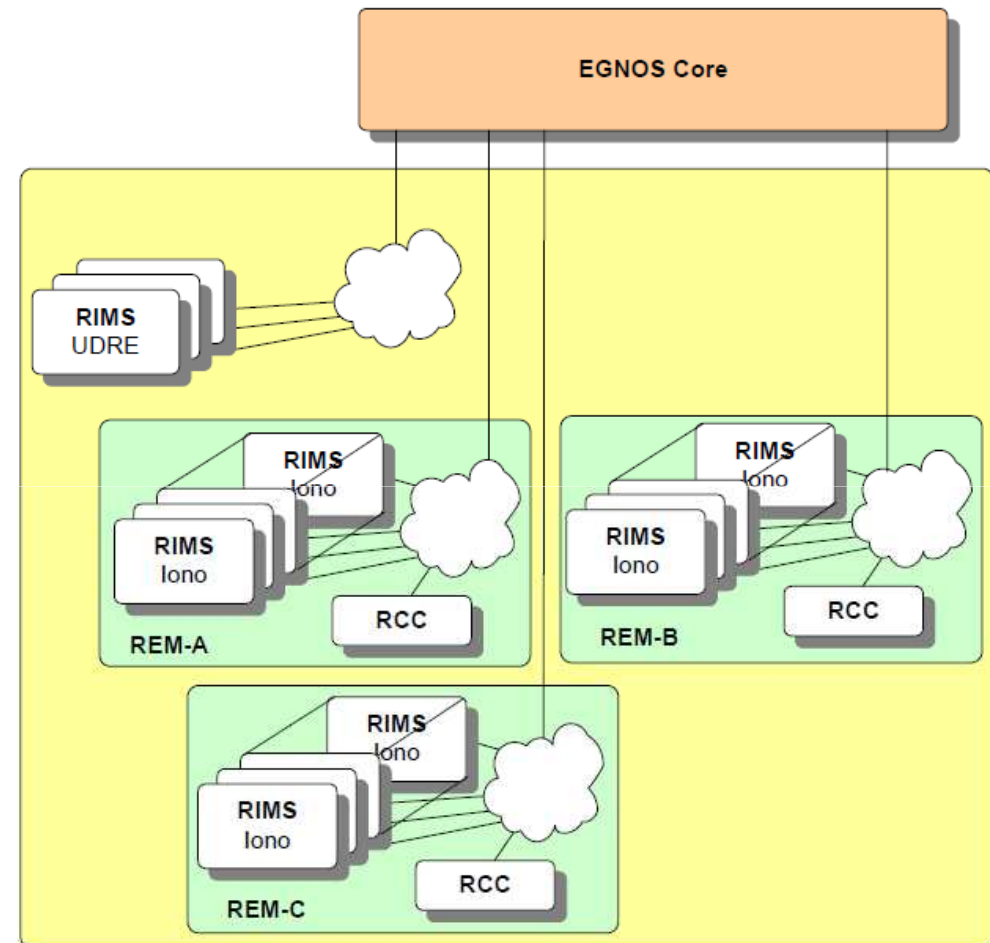 EGNOS Core
RIMS
UDRE
RIMS
Iono
RIMS
Iono
RCC
REM-A
RIMS
Iono
RIMS
Iono
RCC
REM-B
RIMS
Iono
RIMS
Iono
RCC
REM-C